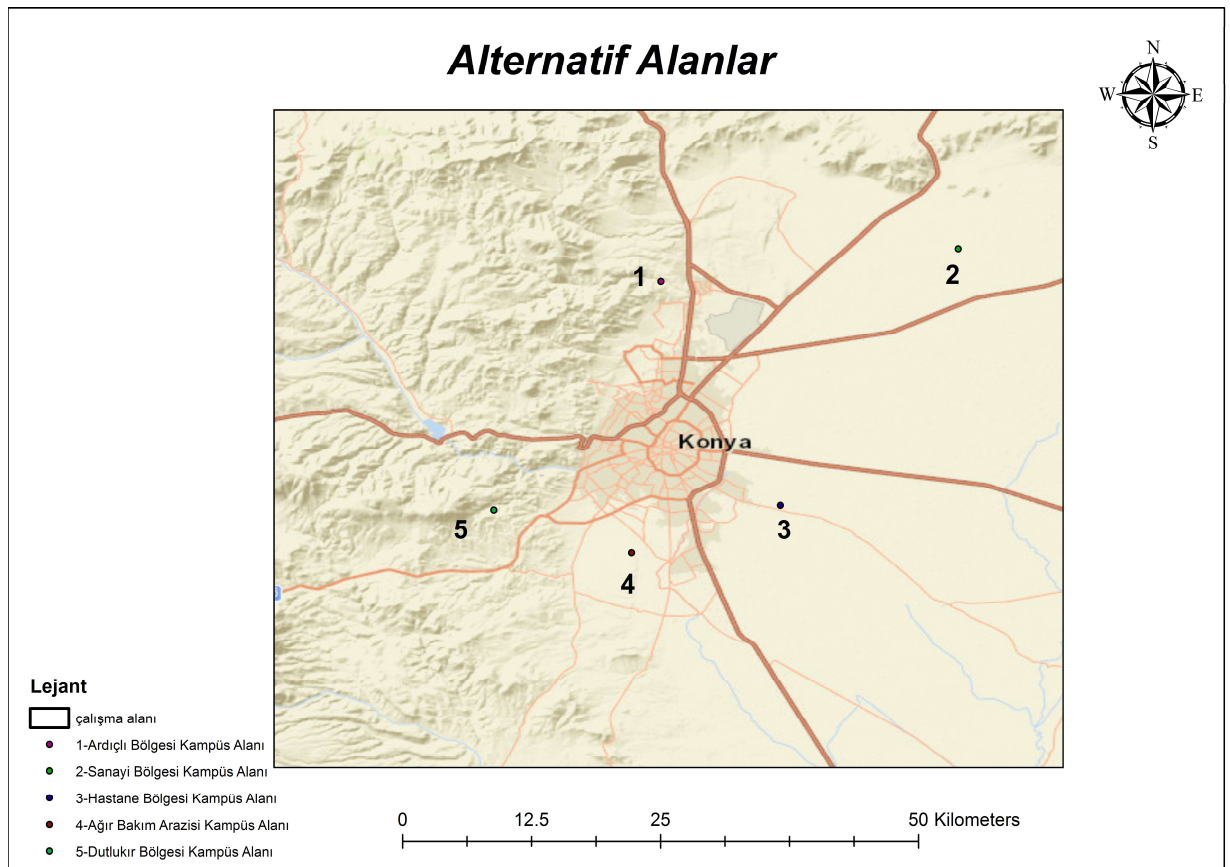 Alternatif Alanlar
N
W E
S
1
2
Konya
5
3
4
Lejant
çalışma alanı
1-Ardıçlı Bölgesi Kampüs Alanı
2-Sanayi Bölgesi Kampüs Alanı
3-Hastane Bölgesi Kampüs Alanı
4-Ağır Bakım Arazisi Kampüs Alanı
5-Dutlukır Bölgesi Kampüs Alanı
0 12.5 25 50 Kilometers